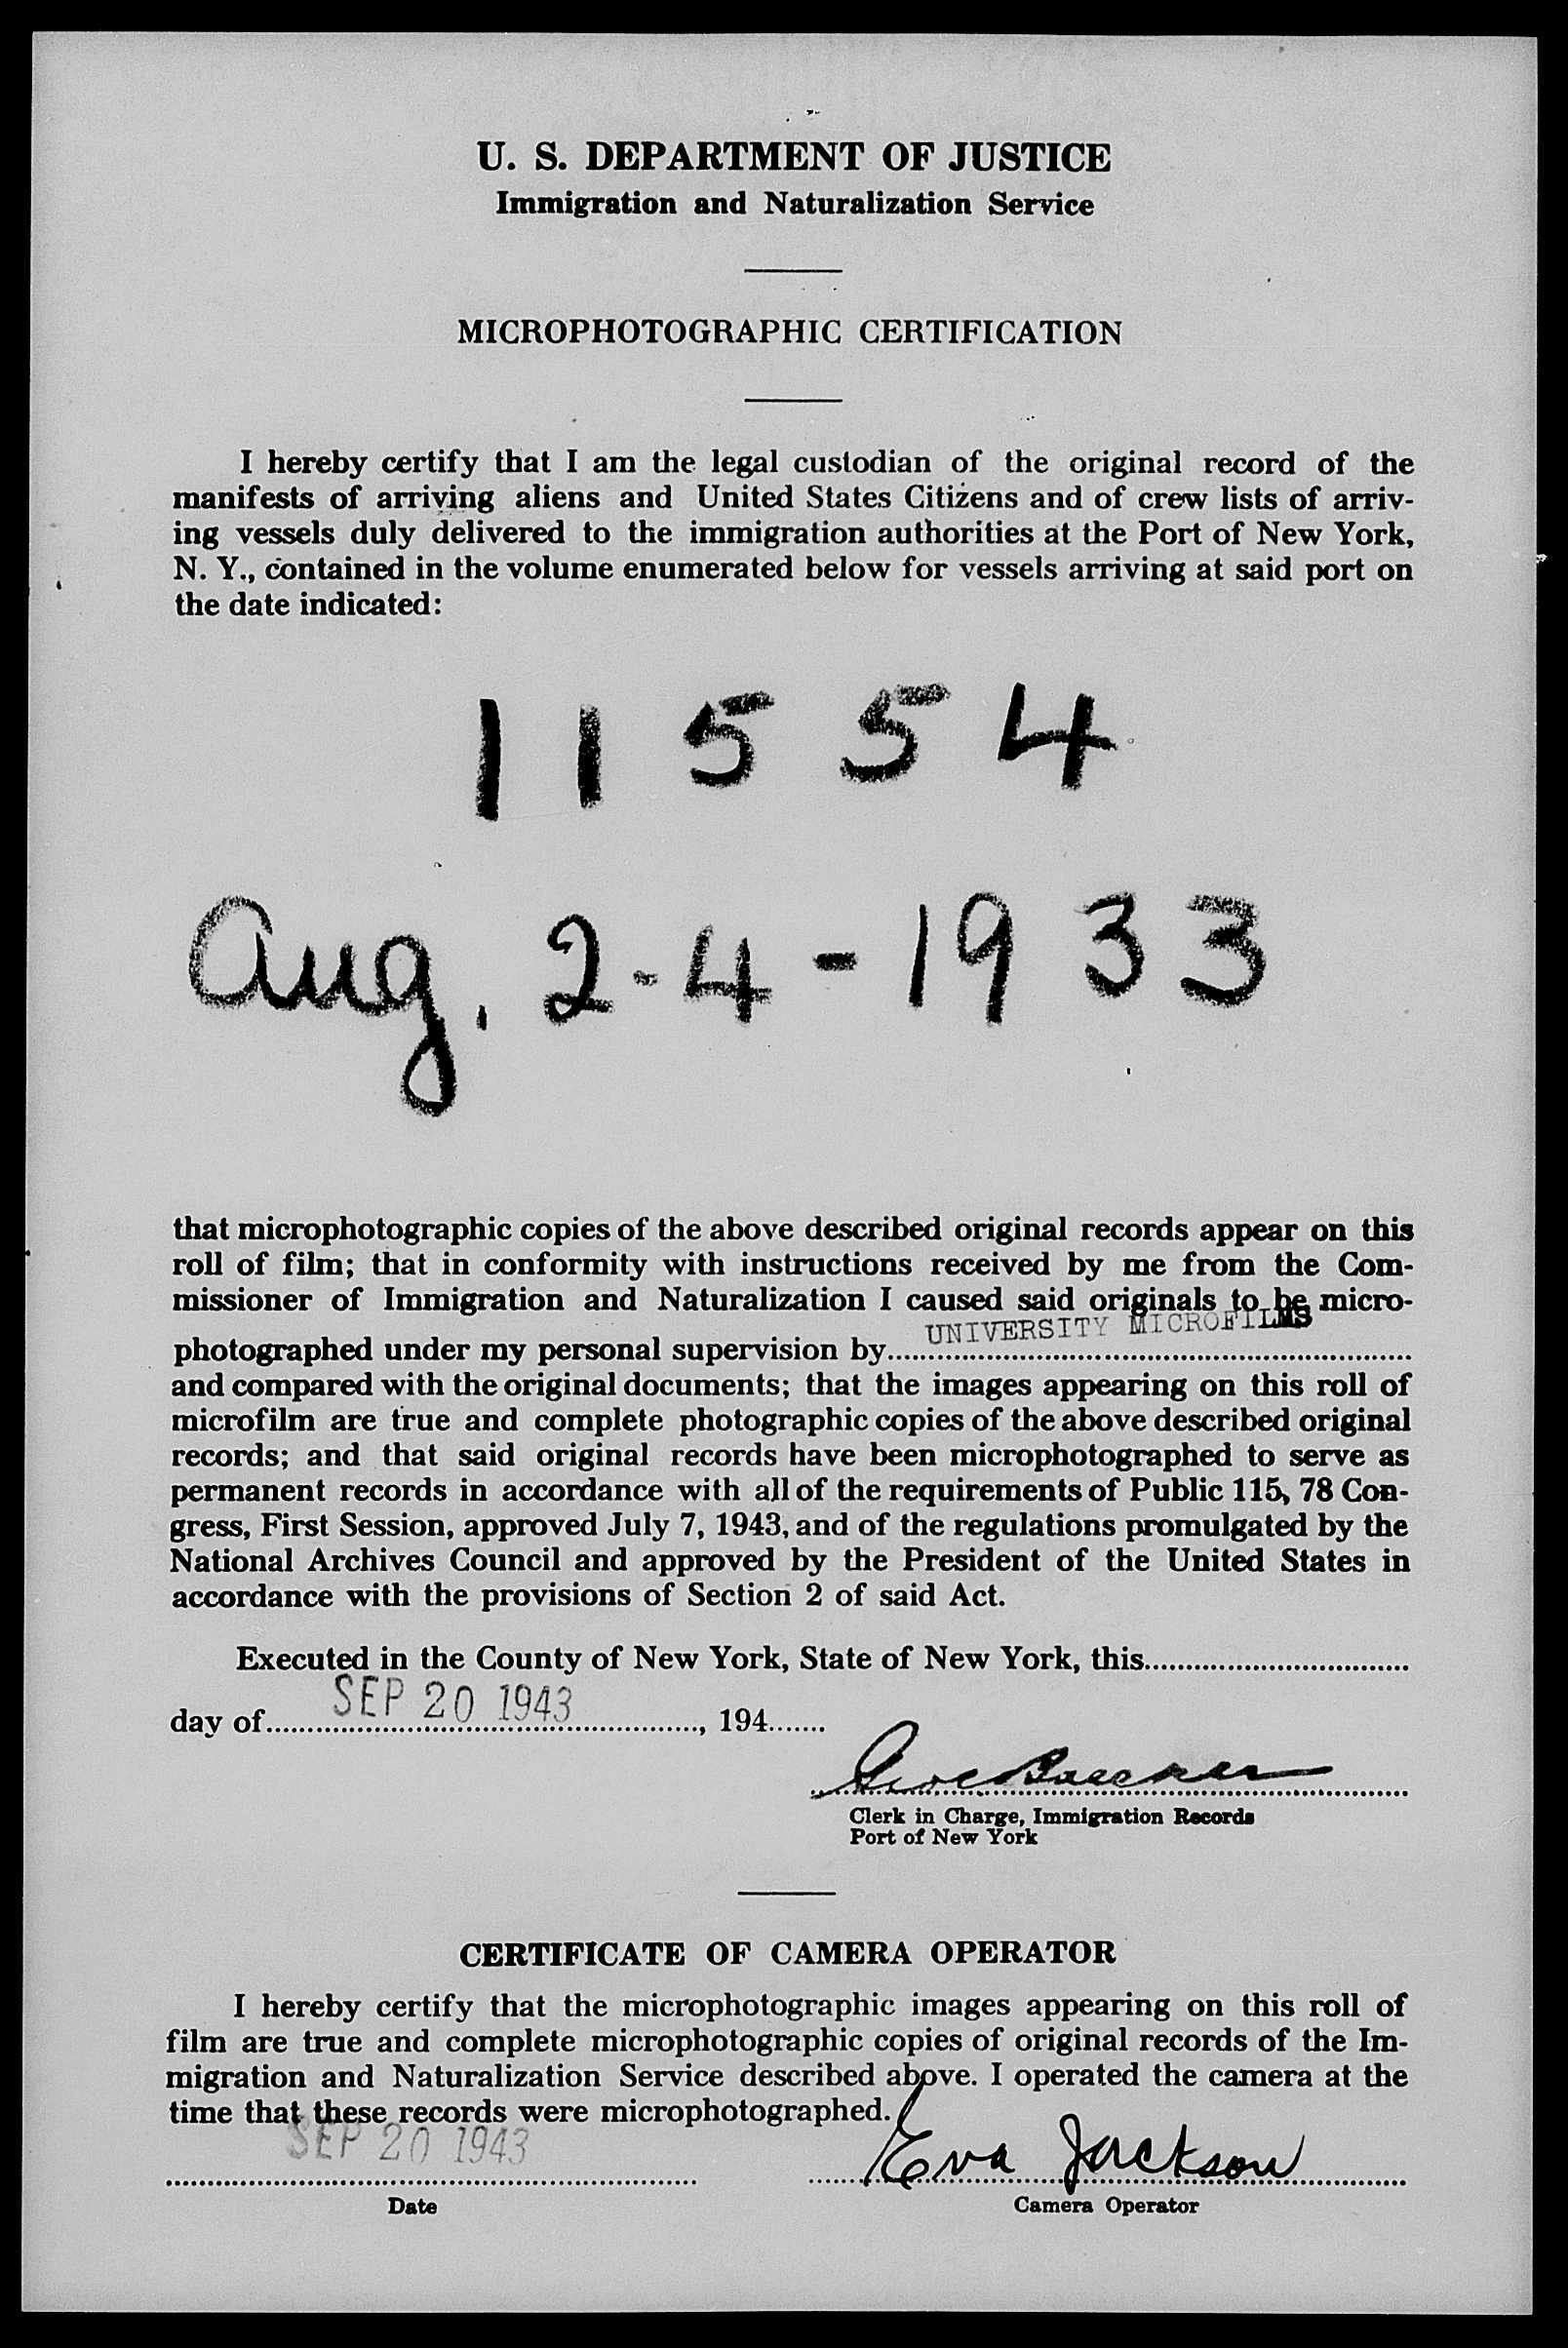 U. S. DEPARTMENT OF JUSTICE
Immigration and Naturalization Service
MICROPHOTOGRAPHIC CERTIFICATION
I hereby certify that I am the legal custodian of the original record of the
manifests of arriving aliens and United States Citizens and of crew lists of arriv-
ing vessels duly delivered to the immigration authorities at the Port of New York,
N. Y., contained in the volume enumerated below for vessels arriving at said port on
the date indicated:
11554
Aug. 2-4-1933
that microphotographic copies of the above described original records appear on this
roll of film; that in conformity with instructions received by me from the Com-
missioner of Immigration and Naturalization I caused said originals to be micro-
photographed under my personal supervision by UNIVERSITY MICROFILMS
and compared with the original documents; that the images appearing on this roll of
microfilm are true and complete photographic copies of the above described original
records; and that said original records have been microphotographed to serve as
permanent records in accordance with all of the requirements of Public 115, 78 Con-
gress, First Session, approved July 7, 1943, and of the regulations promulgated by the
National Archives Council and approved by the President of the United States in
accordance with the provisions of Section 2 of said Act.
Executed in the County of New York, State of New York, this
day of SEP 20 1943, 194
Clerk in Charge, Immigration Records
Port of New York
CERTIFICATE OF CAMERA OPERATOR
I hereby certify that the microphotographic images appearing on this roll of
film are true and complete microphotographic copies of original records of the Im-
migration and Naturalization Service described above. I operated the camera at the
time that these records were microphotographed.
SEP 20 1943 Eva Jackson
Date Camera Operator